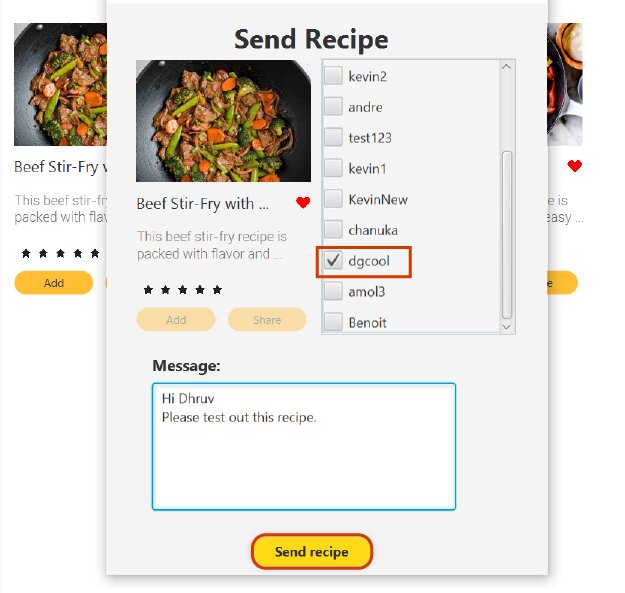 Send Recipe
Beef Stir-Fry w
This beef stir-fry
packed with flav
Add
Beef Stir-Fry with ...
This beef stir-fry recipe is
packed with flavor and ...
Add
Share
kevin2
andre
test123
kevin1
KevinNew
chanuka
dgcool
amol3
Benoit
e is
easy ...
e
Message:
Hi Dhruv
Please test out this recipe.
Send recipe